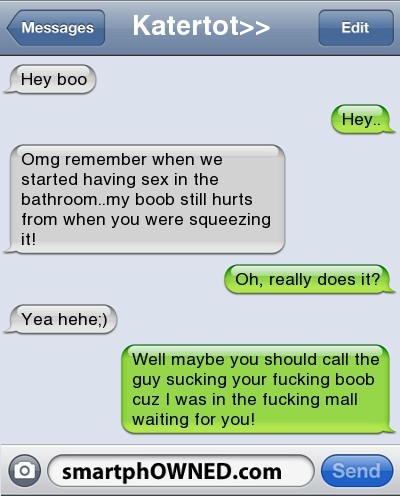 Messages
Katertot>>
Edit
Hey boo
Hey..
Omg remember when we
started having sex in the
bathroom..my boob still hurts
from when you were squeezing
it!
Oh, really does it?
Yea hehe;)
Well maybe you should call the
guy sucking your fucking boob
cuz I was in the fucking mall
waiting for you!
smartphOWNED.com
Send